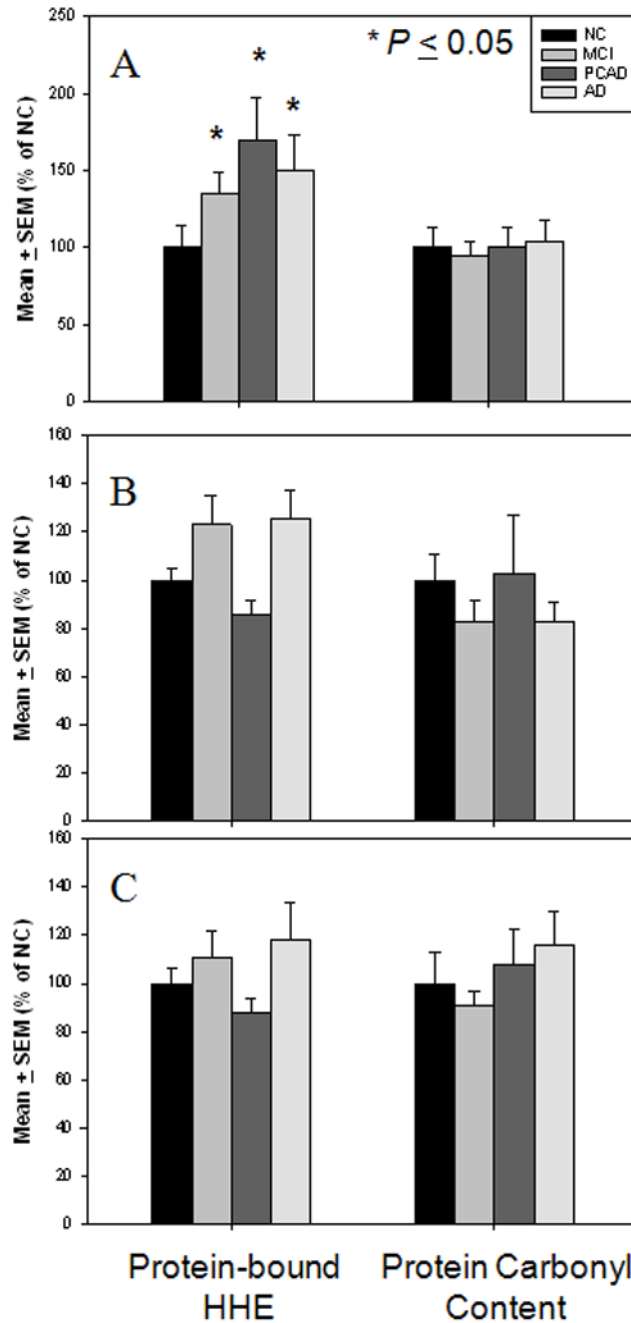 250
200
150
100
50
0
Mean ± SEM (% of NC)
A
*
*
*
* P ≤ 0.05
NC
MCI
PCAD
AD
160
140
120
100
80
60
40
20
0
Mean ± SEM (% of NC)
B
160
140
120
100
80
60
40
20
0
Mean ± SEM (% of NC)
C
Protein-bound
HHE
Protein Carbonyl
Content